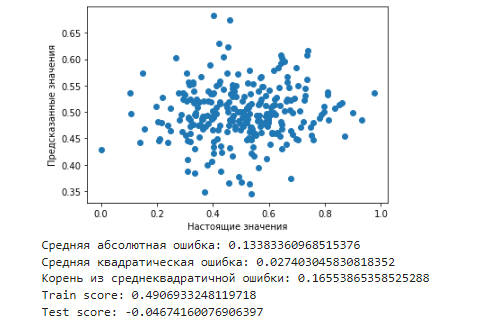 0.65
0.60
0.55
0.50
0.45
0.40
0.35
Предсказанные значения
0.0 0.2 0.4 0.6 0.8 1.0
Настоящие значения
Средняя абсолютная ошибка: 0.13383360968515376
Средняя квадратическая ошибка: 0.027403045830818352
Корень из среднеквадратичной ошибки: 0.16553865358525288
Train score: 0.4906933248119718
Test score: -0.04674160076906397